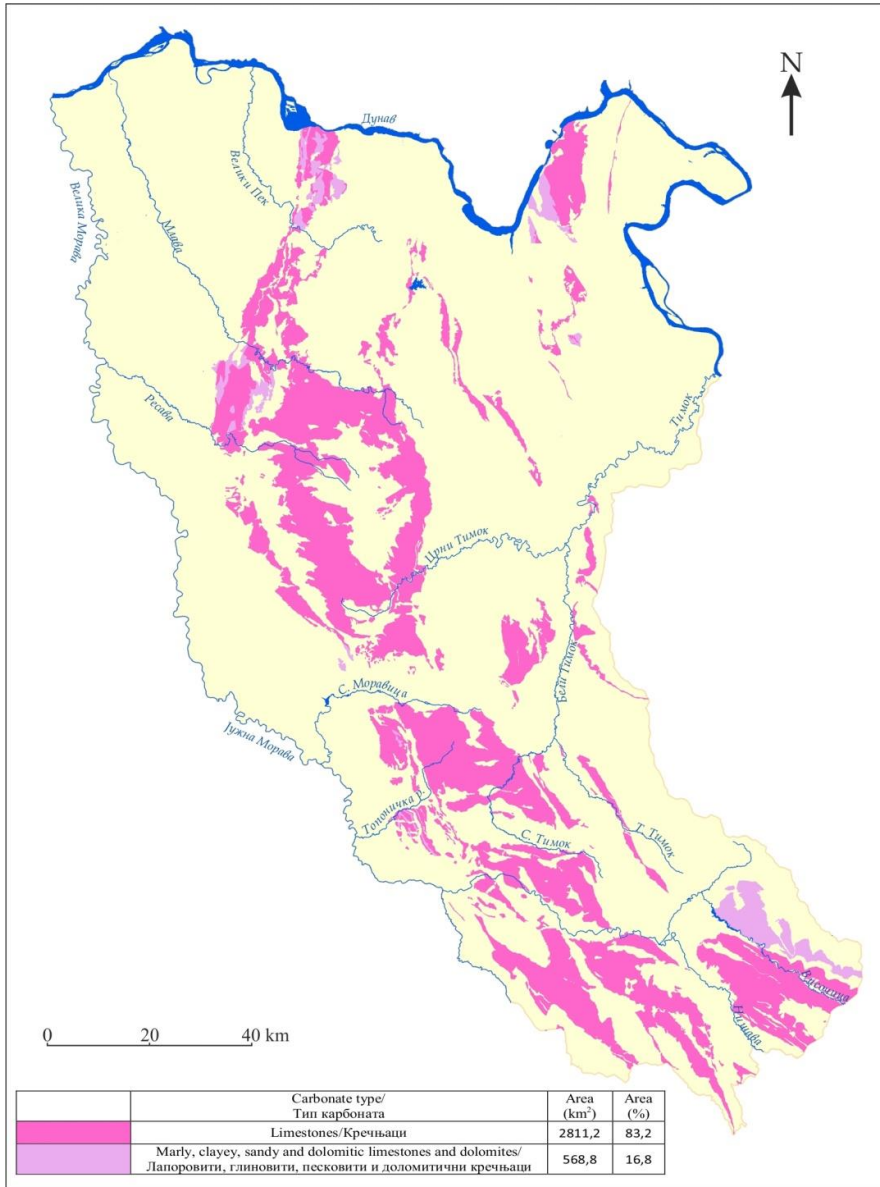 N
Дунав
Велики Пек
Велика Морава
Млава
Ресава
Тимок
Црни Тимок
Бели Тимок
С. Моравица
Јужна Морава
Топоничка р.
С. Тимок
Т. Тимок
Височица
Нишава
0 20 40 km
Carbonate type/ Area Area
Тип карбоната (km²) (%)
Limestones/Кречњаци 2811,2 83,2
Marly, clayey, sandy and dolomitic limestones and dolomites/
Лапоровити, глиновити, песковити и доломитични кречњаци 568,8 16,8